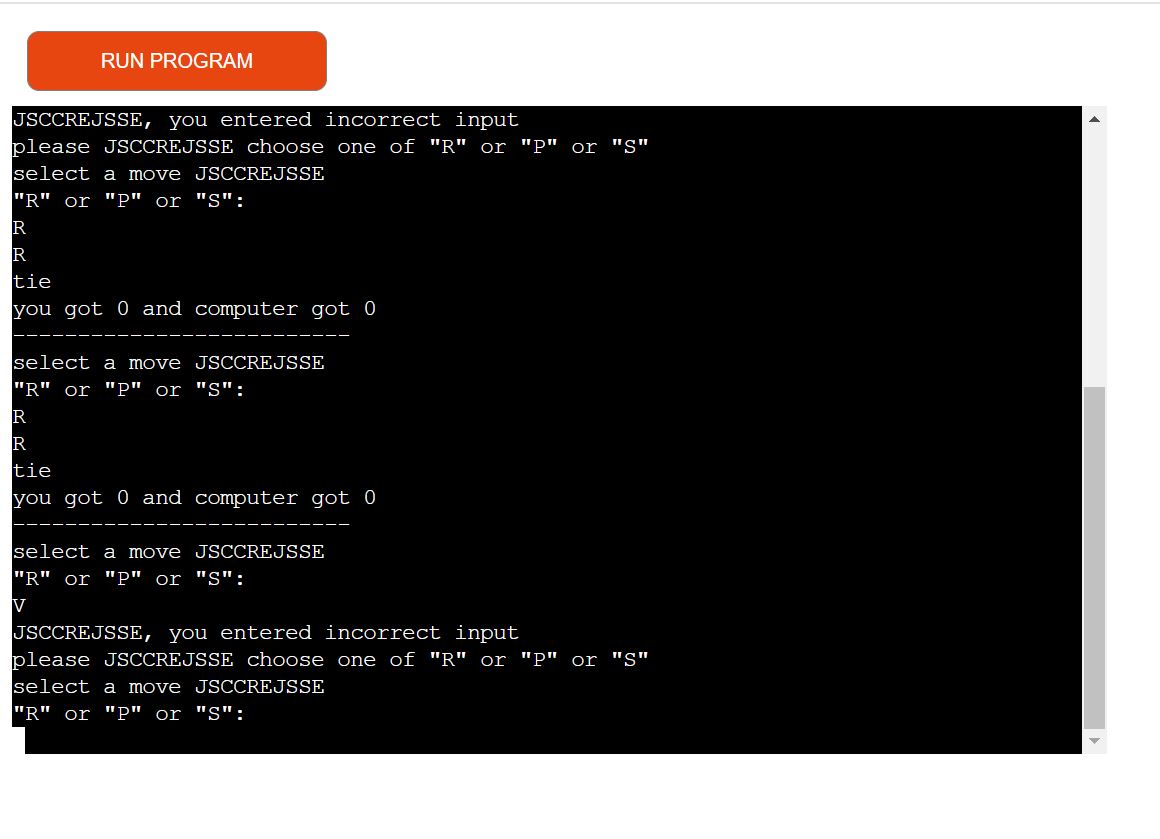 RUN PROGRAM
JSCCREJSSE, you entered incorrect input
please JSCCREJSSE choose one of "R" or "P" or "S"
select a move JSCCREJSSE
"R" or "P" or "S":
R
R
tie
you got 0 and computer got 0
--------------------------
select a move JSCCREJSSE
"R" or "P" or "S":
R
R
tie
you got 0 and computer got 0
--------------------------
select a move JSCCREJSSE
"R" or "P" or "S":
V
JSCCREJSSE, you entered incorrect input
please JSCCREJSSE choose one of "R" or "P" or "S"
select a move JSCCREJSSE
"R" or "P" or "S":